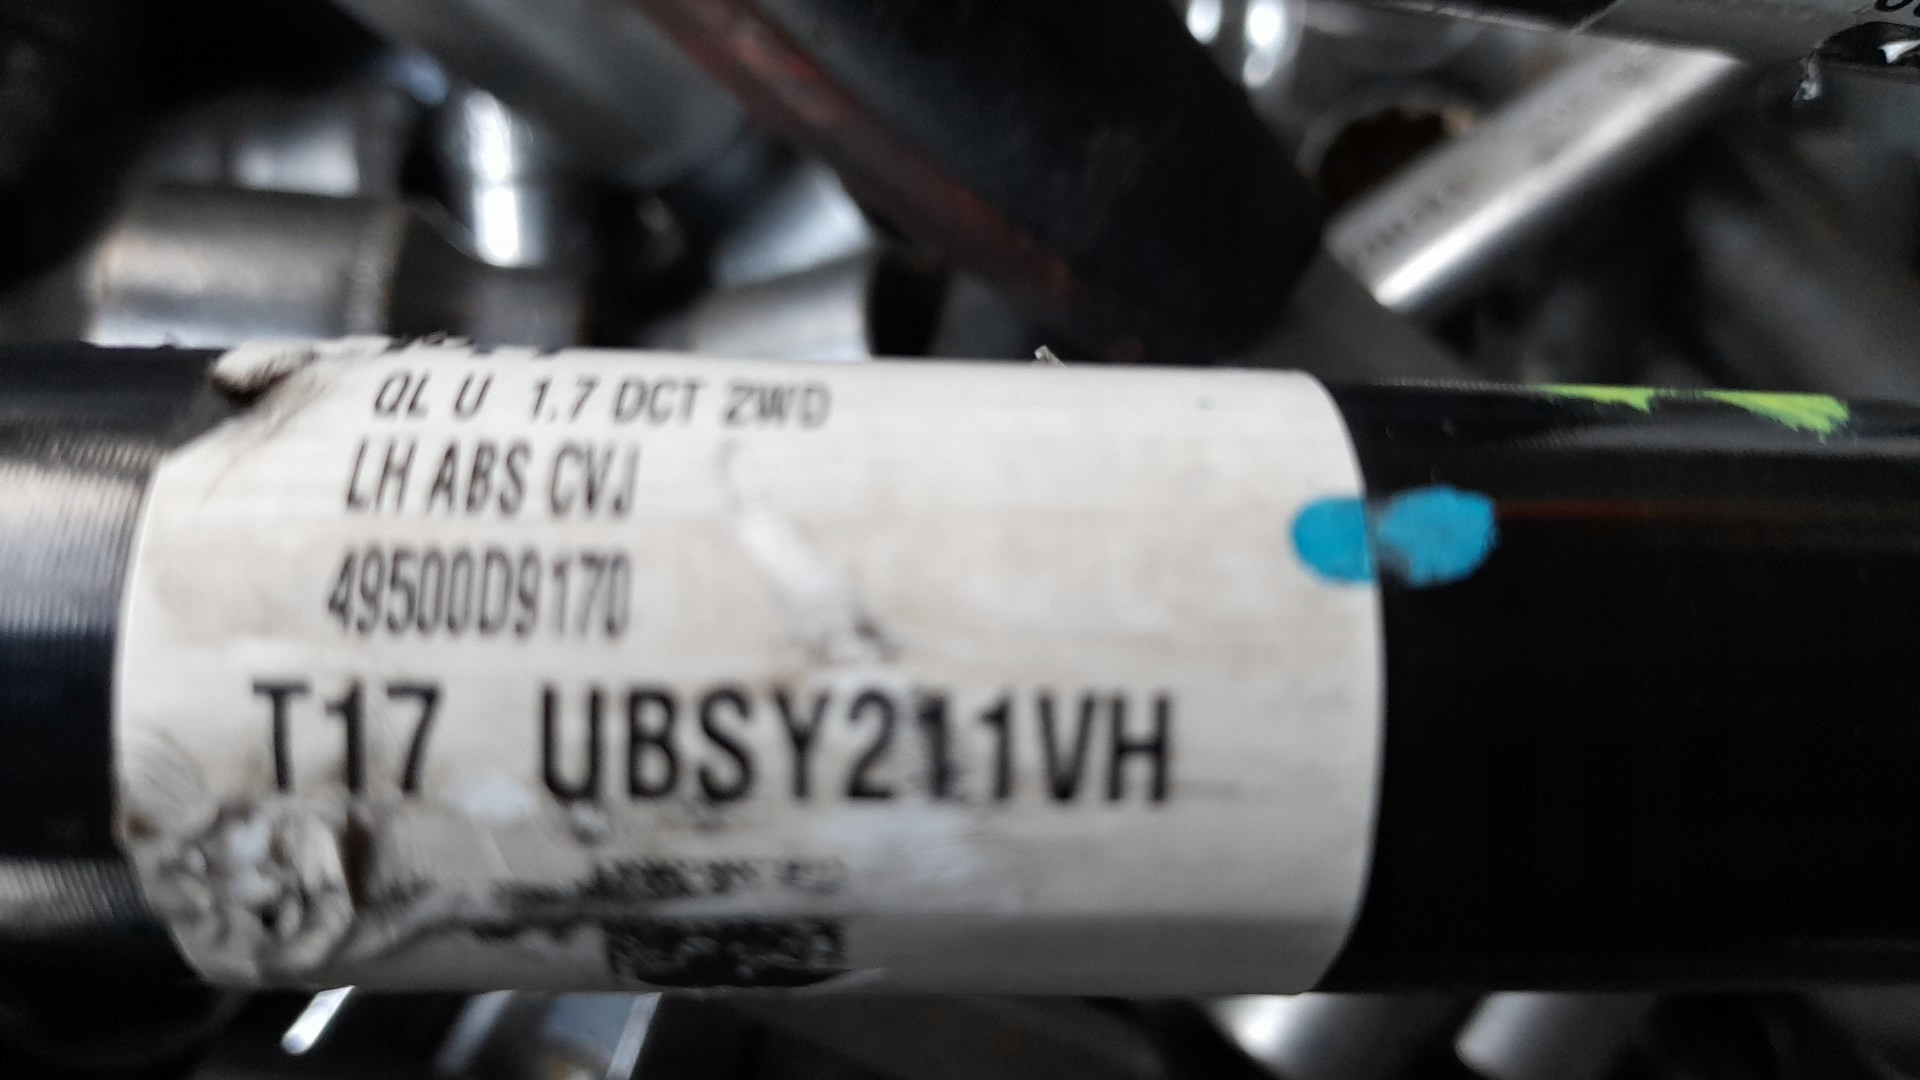 QL U 1.7 DCT 2WD
LH ABS CVJ
49500D9170
T17 UBSY211VH